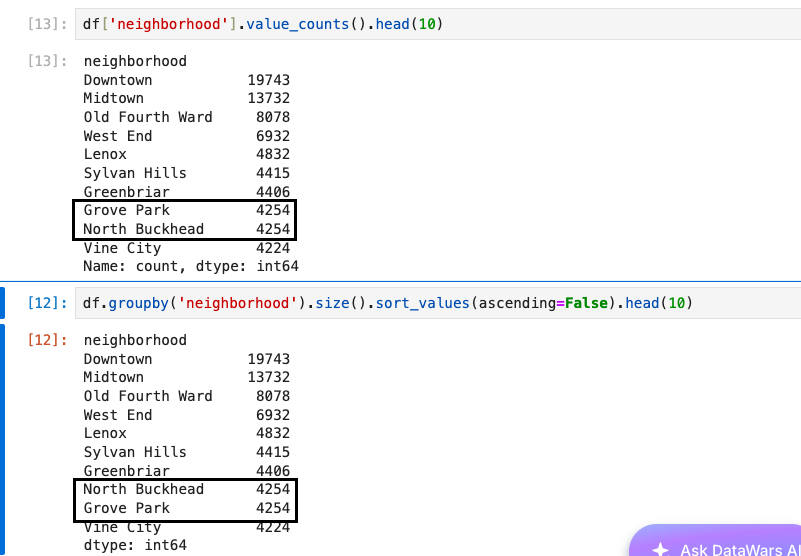 [13]: df['neighborhood'].value_counts().head(10)
[13]: neighborhood
Downtown 19743
Midtown 13732
Old Fourth Ward 8078
West End 6932
Lenox 4832
Sylvan Hills 4415
Greenbriar 4406
Grove Park 4254
North Buckhead 4254
Vine City 4224
Name: count, dtype: int64
[12]: df.groupby('neighborhood').size().sort_values(ascending=False).head(10)
[12]: neighborhood
Downtown 19743
Midtown 13732
Old Fourth Ward 8078
West End 6932
Lenox 4832
Sylvan Hills 4415
Greenbriar 4406
North Buckhead 4254
Grove Park 4254
Vine City 4224
dtype: int64
Ask DataWars AI